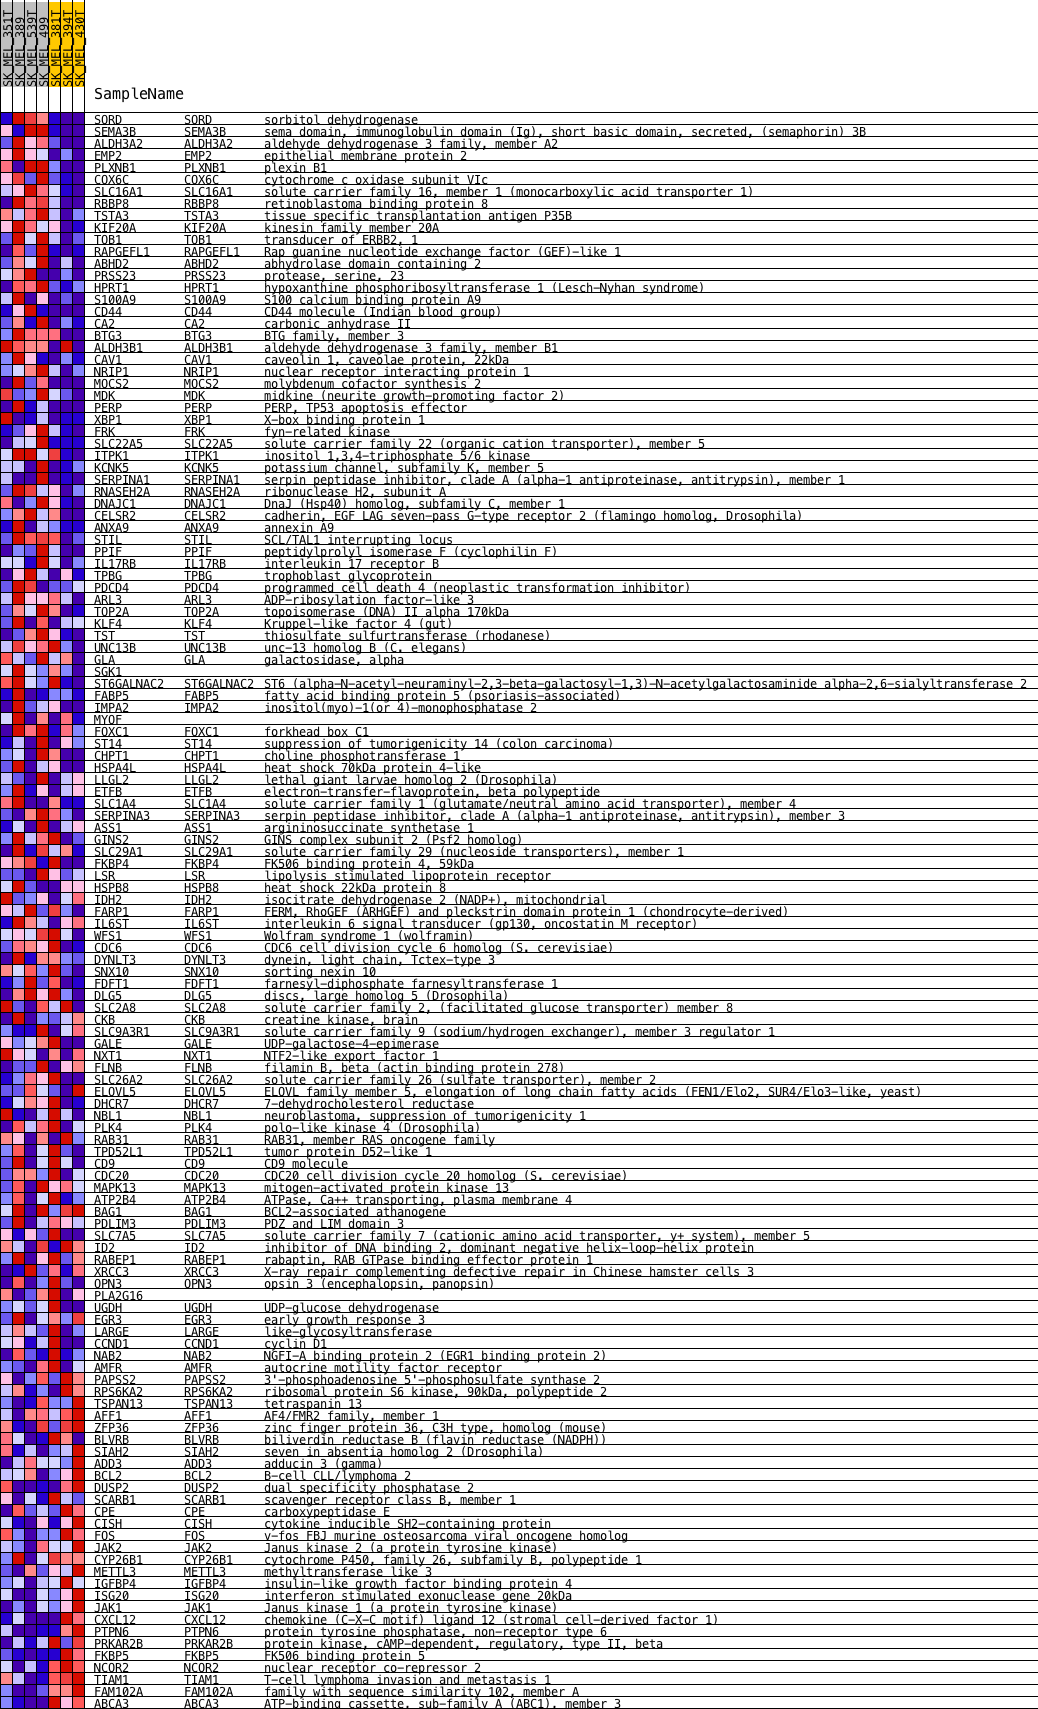 SK_MEL_351T
SK_MEL_389
SK_MEL_539T
SK_MEL_499
SK_MEL_381T
SK_MEL_394T
SK_MEL_430T
SampleName
SORD SORD sorbitol dehydrogenase
SEMA3B SEMA3B sema domain, immunoglobulin domain (Ig), short basic domain, secreted, (semaphorin) 3B
ALDH3A2 ALDH3A2 aldehyde dehydrogenase 3 family, member A2
EMP2 EMP2 epithelial membrane protein 2
PLXNB1 PLXNB1 plexin B1
COX6C COX6C cytochrome c oxidase subunit VIc
SLC16A1 SLC16A1 solute carrier family 16, member 1 (monocarboxylic acid transporter 1)
RBBP8 RBBP8 retinoblastoma binding protein 8
TSTA3 TSTA3 tissue specific transplantation antigen P35B
KIF20A KIF20A kinesin family member 20A
TOB1 TOB1 transducer of ERBB2, 1
RAPGEFL1 RAPGEFL1 Rap guanine nucleotide exchange factor (GEF)-like 1
ABHD2 ABHD2 abhydrolase domain containing 2
PRSS23 PRSS23 protease, serine, 23
HPRT1 HPRT1 hypoxanthine phosphoribosyltransferase 1 (Lesch-Nyhan syndrome)
S100A9 S100A9 S100 calcium binding protein A9
CD44 CD44 CD44 molecule (Indian blood group)
CA2 CA2 carbonic anhydrase II
BTG3 BTG3 BTG family, member 3
ALDH3B1 ALDH3B1 aldehyde dehydrogenase 3 family, member B1
CAV1 CAV1 caveolin 1, caveolae protein, 22kDa
NRIP1 NRIP1 nuclear receptor interacting protein 1
MOCS2 MOCS2 molybdenum cofactor synthesis 2
MDK MDK midkine (neurite growth-promoting factor 2)
PERP PERP PERP, TP53 apoptosis effector
XBP1 XBP1 X-box binding protein 1
FRK FRK fyn-related kinase
SLC22A5 SLC22A5 solute carrier family 22 (organic cation transporter), member 5
ITPK1 ITPK1 inositol 1,3,4-triphosphate 5/6 kinase
KCNK5 KCNK5 potassium channel, subfamily K, member 5
SERPINA1 SERPINA1 serpin peptidase inhibitor, clade A (alpha-1 antiproteinase, antitrypsin), member 1
RNASEH2A RNASEH2A ribonuclease H2, subunit A
DNAJC1 DNAJC1 DnaJ (Hsp40) homolog, subfamily C, member 1
CELSR2 CELSR2 cadherin, EGF LAG seven-pass G-type receptor 2 (flamingo homolog, Drosophila)
ANXA9 ANXA9 annexin A9
STIL STIL SCL/TAL1 interrupting locus
PPIF PPIF peptidylprolyl isomerase F (cyclophilin F)
IL17RB IL17RB interleukin 17 receptor B
TPBG TPBG trophoblast glycoprotein
PDCD4 PDCD4 programmed cell death 4 (neoplastic transformation inhibitor)
ARL3 ARL3 ADP-ribosylation factor-like 3
TOP2A TOP2A topoisomerase (DNA) II alpha 170kDa
KLF4 KLF4 Kruppel-like factor 4 (gut)
TST TST thiosulfate sulfurtransferase (rhodanese)
UNC13B UNC13B unc-13 homolog B (C. elegans)
GLA GLA galactosidase, alpha
SGK1
ST6GALNAC2 ST6GALNAC2 ST6 (alpha-N-acetyl-neuraminyl-2,3-beta-galactosyl-1,3)-N-acetylgalactosaminide alpha-2,6-sialyltransferase 2
FABP5 FABP5 fatty acid binding protein 5 (psoriasis-associated)
IMPA2 IMPA2 inositol(myo)-1(or 4)-monophosphatase 2
MYOF
FOXC1 FOXC1 forkhead box C1
ST14 ST14 suppression of tumorigenicity 14 (colon carcinoma)
CHPT1 CHPT1 choline phosphotransferase 1
HSPA4L HSPA4L heat shock 70kDa protein 4-like
LLGL2 LLGL2 lethal giant larvae homolog 2 (Drosophila)
ETFB ETFB electron-transfer-flavoprotein, beta polypeptide
SLC1A4 SLC1A4 solute carrier family 1 (glutamate/neutral amino acid transporter), member 4
SERPINA3 SERPINA3 serpin peptidase inhibitor, clade A (alpha-1 antiproteinase, antitrypsin), member 3
ASS1 ASS1 argininosuccinate synthetase 1
GINS2 GINS2 GINS complex subunit 2 (Psf2 homolog)
SLC29A1 SLC29A1 solute carrier family 29 (nucleoside transporters), member 1
FKBP4 FKBP4 FK506 binding protein 4, 59kDa
LSR LSR lipolysis stimulated lipoprotein receptor
HSPB8 HSPB8 heat shock 22kDa protein 8
IDH2 IDH2 isocitrate dehydrogenase 2 (NADP+), mitochondrial
FARP1 FARP1 FERM, RhoGEF (ARHGEF) and pleckstrin domain protein 1 (chondrocyte-derived)
IL6ST IL6ST interleukin 6 signal transducer (gp130, oncostatin M receptor)
WFS1 WFS1 Wolfram syndrome 1 (wolframin)
CDC6 CDC6 CDC6 cell division cycle 6 homolog (S. cerevisiae)
DYNLT3 DYNLT3 dynein, light chain, Tctex-type 3
SNX10 SNX10 sorting nexin 10
FDFT1 FDFT1 farnesyl-diphosphate farnesyltransferase 1
DLG5 DLG5 discs, large homolog 5 (Drosophila)
SLC2A8 SLC2A8 solute carrier family 2, (facilitated glucose transporter) member 8
CKB CKB creatine kinase, brain
SLC9A3R1 SLC9A3R1 solute carrier family 9 (sodium/hydrogen exchanger), member 3 regulator 1
GALE GALE UDP-galactose-4-epimerase
NXT1 NXT1 NTF2-like export factor 1
FLNB FLNB filamin B, beta (actin binding protein 278)
SLC26A2 SLC26A2 solute carrier family 26 (sulfate transporter), member 2
ELOVL5 ELOVL5 ELOVL family member 5, elongation of long chain fatty acids (FEN1/Elo2, SUR4/Elo3-like, yeast)
DHCR7 DHCR7 7-dehydrocholesterol reductase
NBL1 NBL1 neuroblastoma, suppression of tumorigenicity 1
PLK4 PLK4 polo-like kinase 4 (Drosophila)
RAB31 RAB31 RAB31, member RAS oncogene family
TPD52L1 TPD52L1 tumor protein D52-like 1
CD9 CD9 CD9 molecule
CDC20 CDC20 CDC20 cell division cycle 20 homolog (S. cerevisiae)
MAPK13 MAPK13 mitogen-activated protein kinase 13
ATP2B4 ATP2B4 ATPase, Ca++ transporting, plasma membrane 4
BAG1 BAG1 BCL2-associated athanogene
PDLIM3 PDLIM3 PDZ and LIM domain 3
SLC7A5 SLC7A5 solute carrier family 7 (cationic amino acid transporter, y+ system), member 5
ID2 ID2 inhibitor of DNA binding 2, dominant negative helix-loop-helix protein
RABEP1 RABEP1 rabaptin, RAB GTPase binding effector protein 1
XRCC3 XRCC3 X-ray repair complementing defective repair in Chinese hamster cells 3
OPN3 OPN3 opsin 3 (encephalopsin, panopsin)
PLA2G16
UGDH UGDH UDP-glucose dehydrogenase
EGR3 EGR3 early growth response 3
LARGE LARGE like-glycosyltransferase
CCND1 CCND1 cyclin D1
NAB2 NAB2 NGFI-A binding protein 2 (EGR1 binding protein 2)
AMFR AMFR autocrine motility factor receptor
PAPSS2 PAPSS2 3'-phosphoadenosine 5'-phosphosulfate synthase 2
RPS6KA2 RPS6KA2 ribosomal protein S6 kinase, 90kDa, polypeptide 2
TSPAN13 TSPAN13 tetraspanin 13
AFF1 AFF1 AF4/FMR2 family, member 1
ZFP36 ZFP36 zinc finger protein 36, C3H type, homolog (mouse)
BLVRB BLVRB biliverdin reductase B (flavin reductase (NADPH))
SIAH2 SIAH2 seven in absentia homolog 2 (Drosophila)
ADD3 ADD3 adducin 3 (gamma)
BCL2 BCL2 B-cell CLL/lymphoma 2
DUSP2 DUSP2 dual specificity phosphatase 2
SCARB1 SCARB1 scavenger receptor class B, member 1
CPE CPE carboxypeptidase E
CISH CISH cytokine inducible SH2-containing protein
FOS FOS v-fos FBJ murine osteosarcoma viral oncogene homolog
JAK2 JAK2 Janus kinase 2 (a protein tyrosine kinase)
CYP26B1 CYP26B1 cytochrome P450, family 26, subfamily B, polypeptide 1
METTL3 METTL3 methyltransferase like 3
IGFBP4 IGFBP4 insulin-like growth factor binding protein 4
ISG20 ISG20 interferon stimulated exonuclease gene 20kDa
JAK1 JAK1 Janus kinase 1 (a protein tyrosine kinase)
CXCL12 CXCL12 chemokine (C-X-C motif) ligand 12 (stromal cell-derived factor 1)
PTPN6 PTPN6 protein tyrosine phosphatase, non-receptor type 6
PRKAR2B PRKAR2B protein kinase, cAMP-dependent, regulatory, type II, beta
FKBP5 FKBP5 FK506 binding protein 5
NCOR2 NCOR2 nuclear receptor co-repressor 2
TIAM1 TIAM1 T-cell lymphoma invasion and metastasis 1
FAM102A FAM102A family with sequence similarity 102, member A
ABCA3 ABCA3 ATP-binding cassette, sub-family A (ABC1), member 3